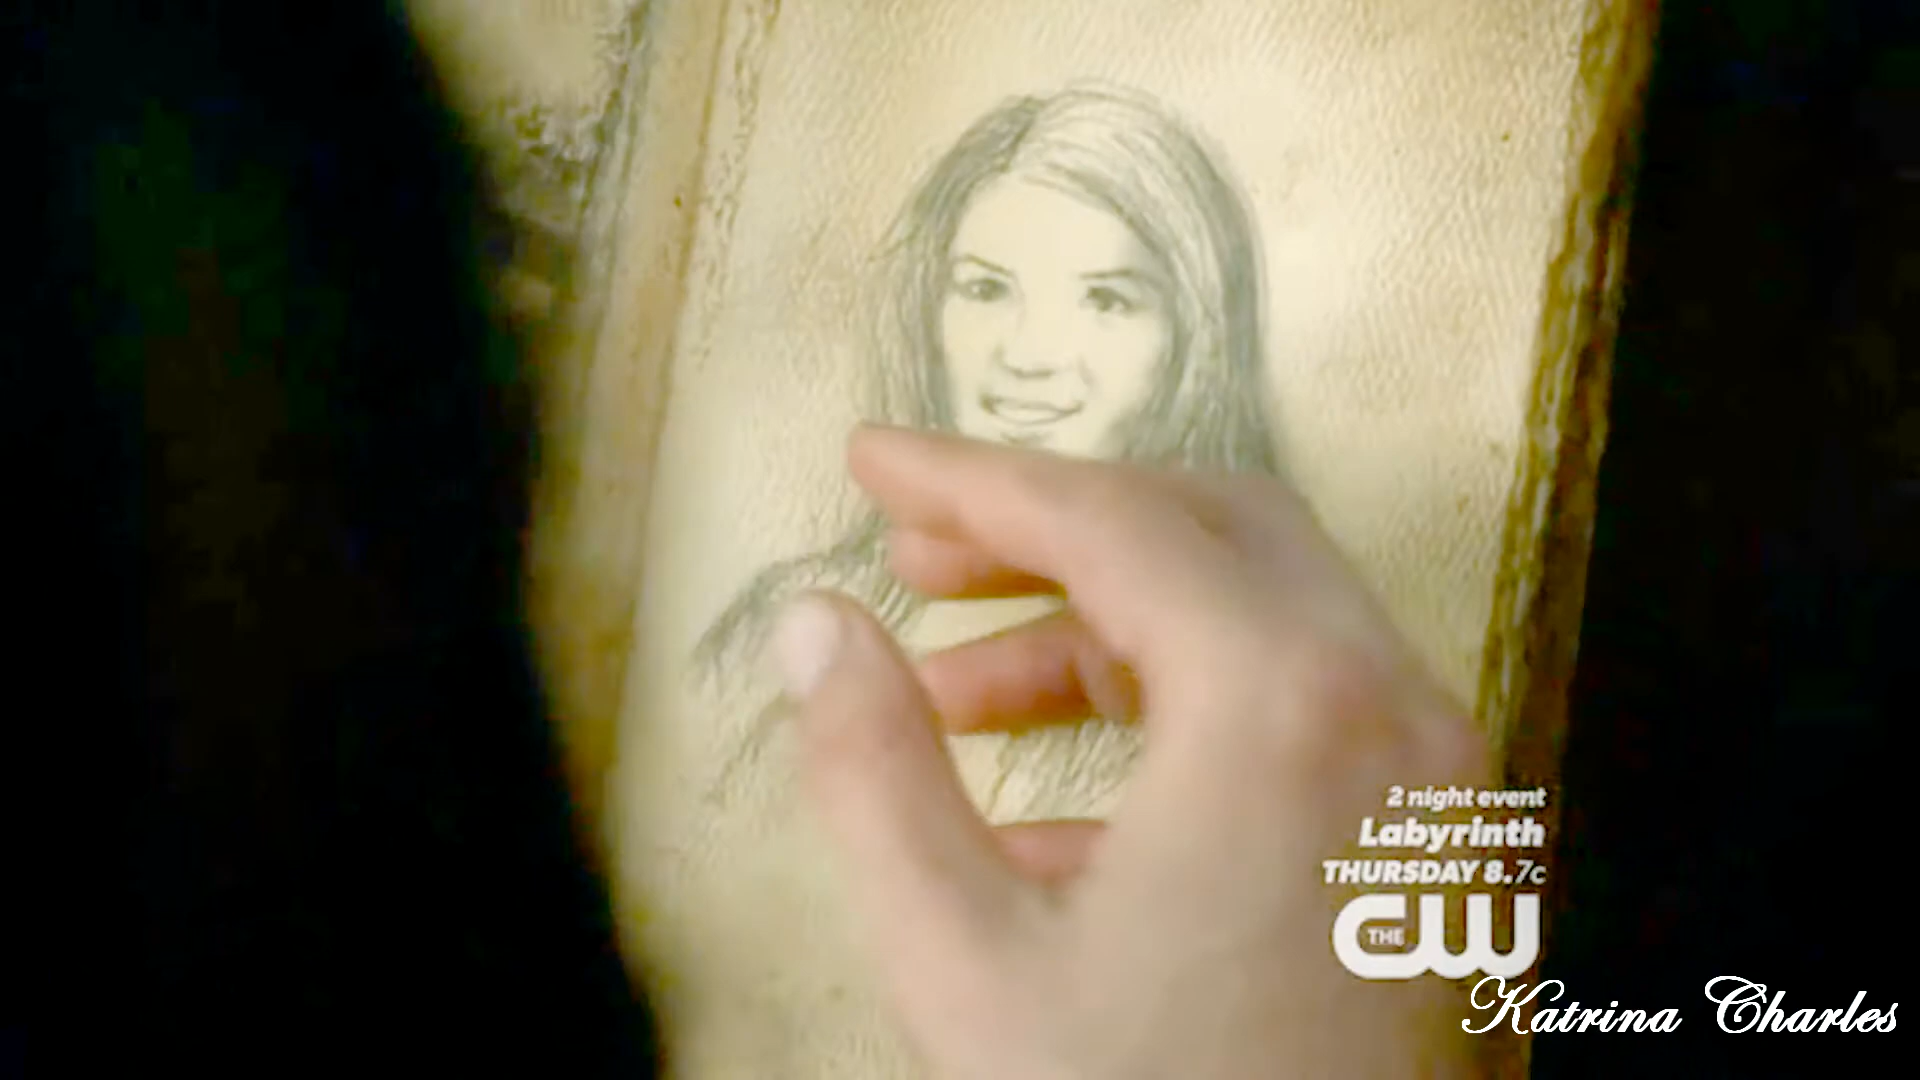 2 night event
Labyrinth
THURSDAY 8.7c
THE CW
Katrina Charles